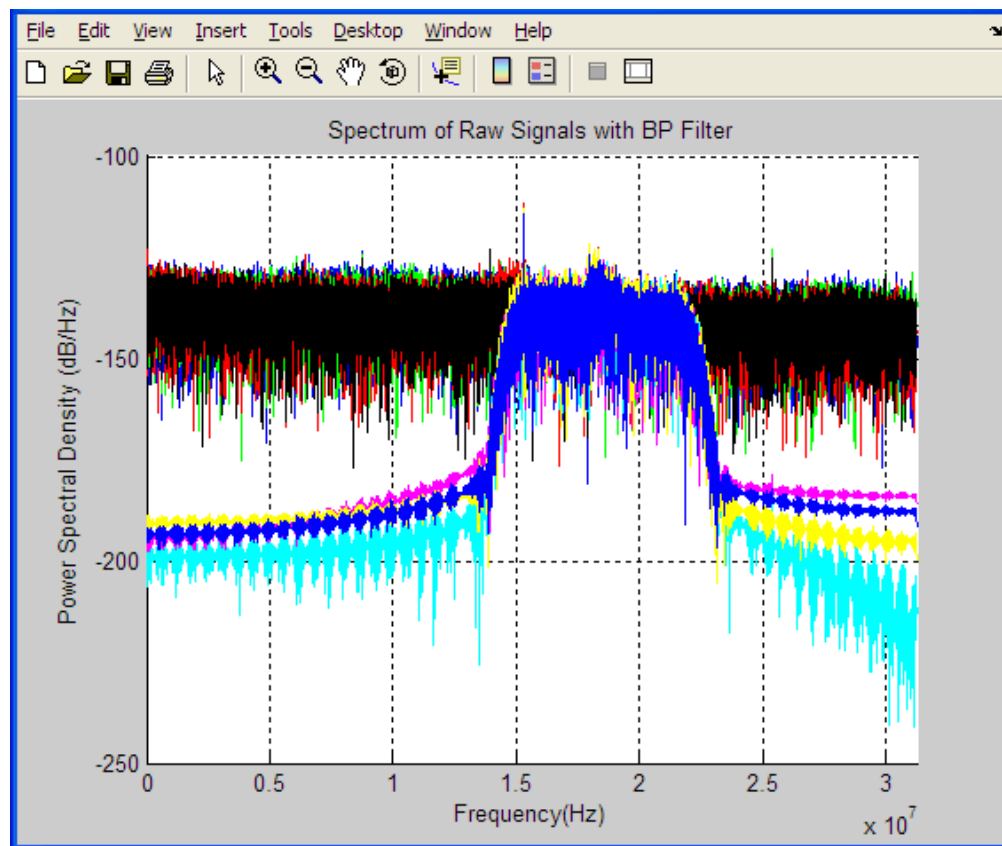 File Edit View Insert Tools Desktop Window Help
Spectrum of Raw Signals with BP Filter
-100
-150
-200
-250
Power Spectral Density (dB/Hz)
0 0.5 1 1.5 2 2.5 3
Frequency(Hz)
x 10^7